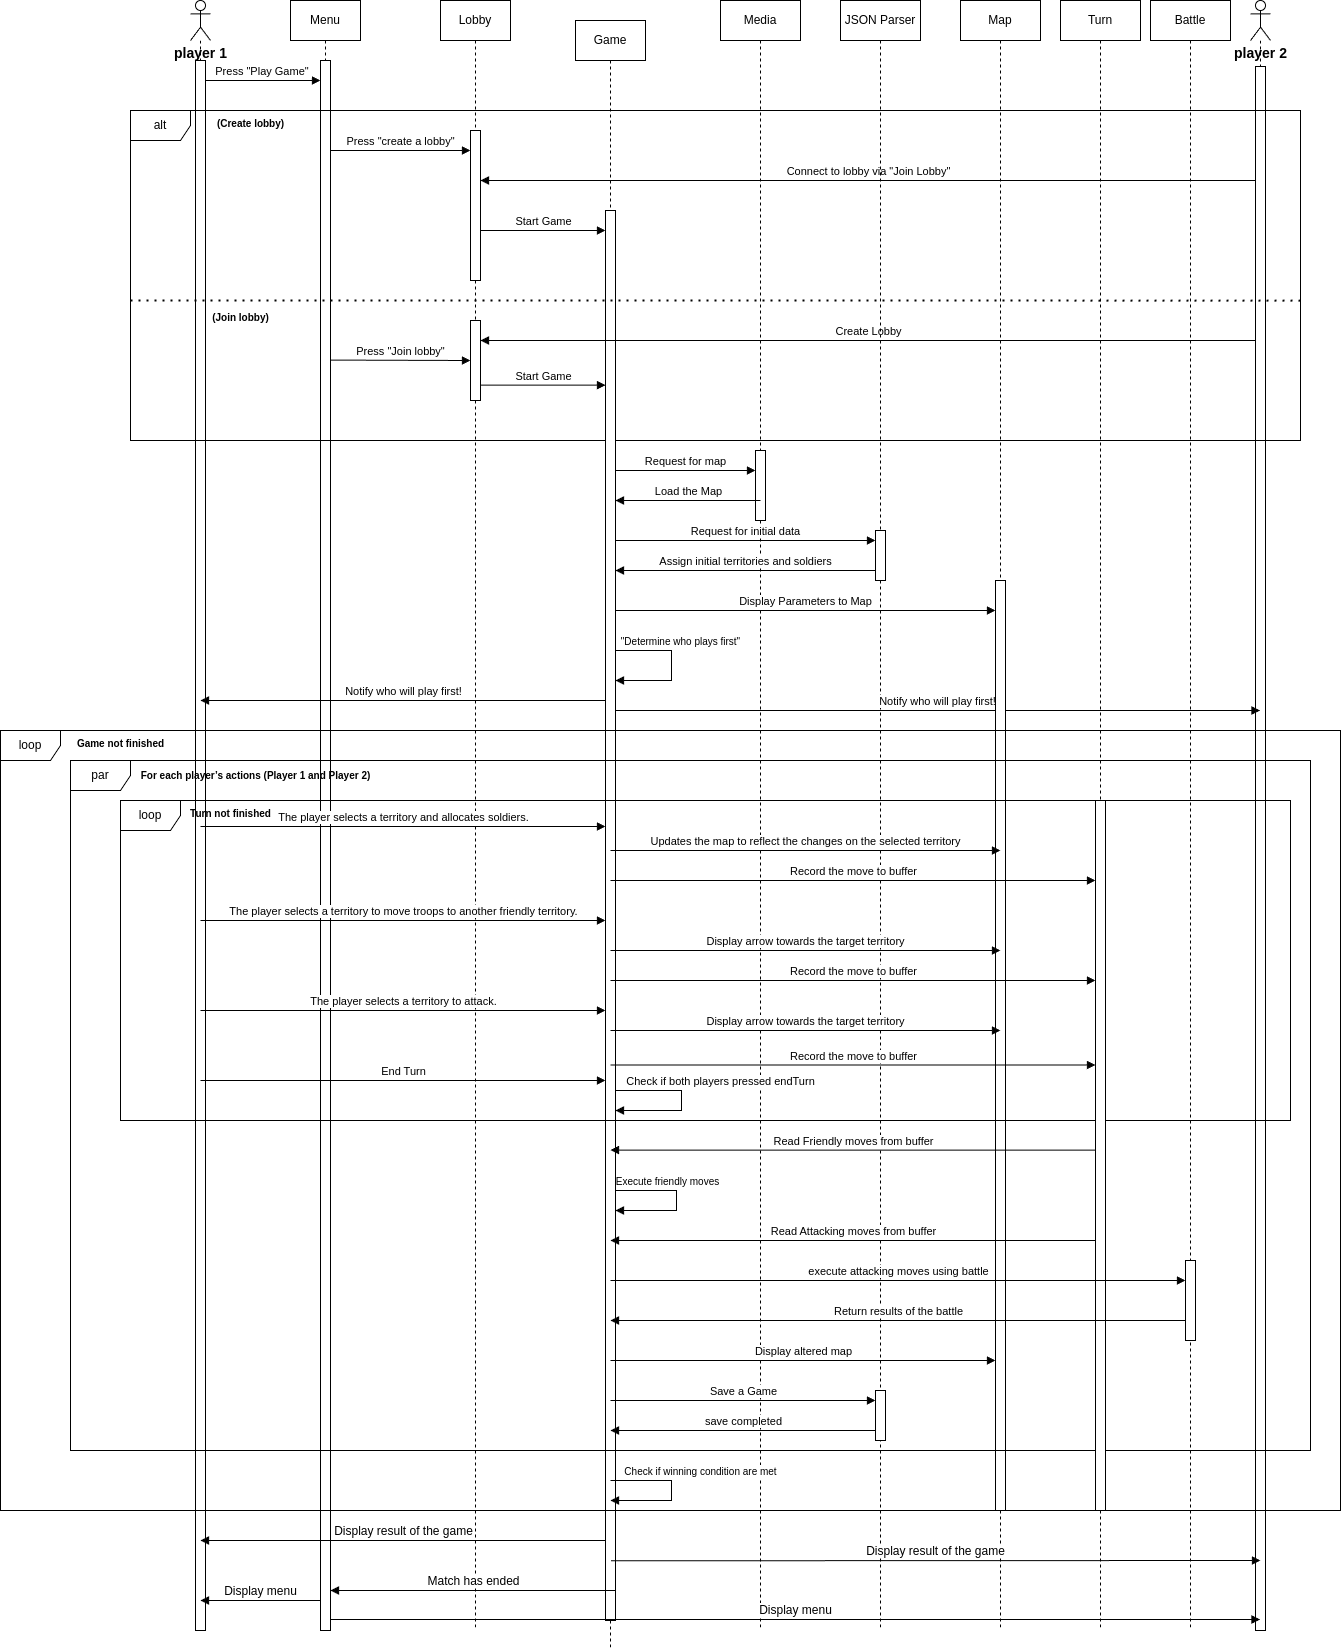 Menu
Lobby
Game
Media
JSON Parser
Map
Turn
Battle
player 1
player 2
Press "Play Game"
alt
(Create lobby)
Press "create a lobby"
Connect to lobby via "Join Lobby"
Start Game
(Join lobby)
Create Lobby
Press "Join lobby"
Start Game
Request for map
Load the Map
Request for initial data
Assign initial territories and soldiers
Display Parameters to Map
"Determine who plays first"
Notify who will play first!
Notify who will play first!
loop
Game not finished
par
For each player's actions (Player 1 and Player 2)
loop
Turn not finished
The player selects a territory and allocates soldiers.
Updates the map to reflect the changes on the selected territory
Record the move to buffer
The player selects a territory to move troops to another friendly territory.
Display arrow towards the target territory
Record the move to buffer
The player selects a territory to attack.
Display arrow towards the target territory
Record the move to buffer
End Turn
Check if both players pressed endTurn
Read Friendly moves from buffer
Execute friendly moves
Read Attacking moves from buffer
execute attacking moves using battle
Return results of the battle
Display altered map
Save a Game
save completed
Check if winning condition are met
Display result of the game
Display result of the game
Match has ended
Display menu
Display menu